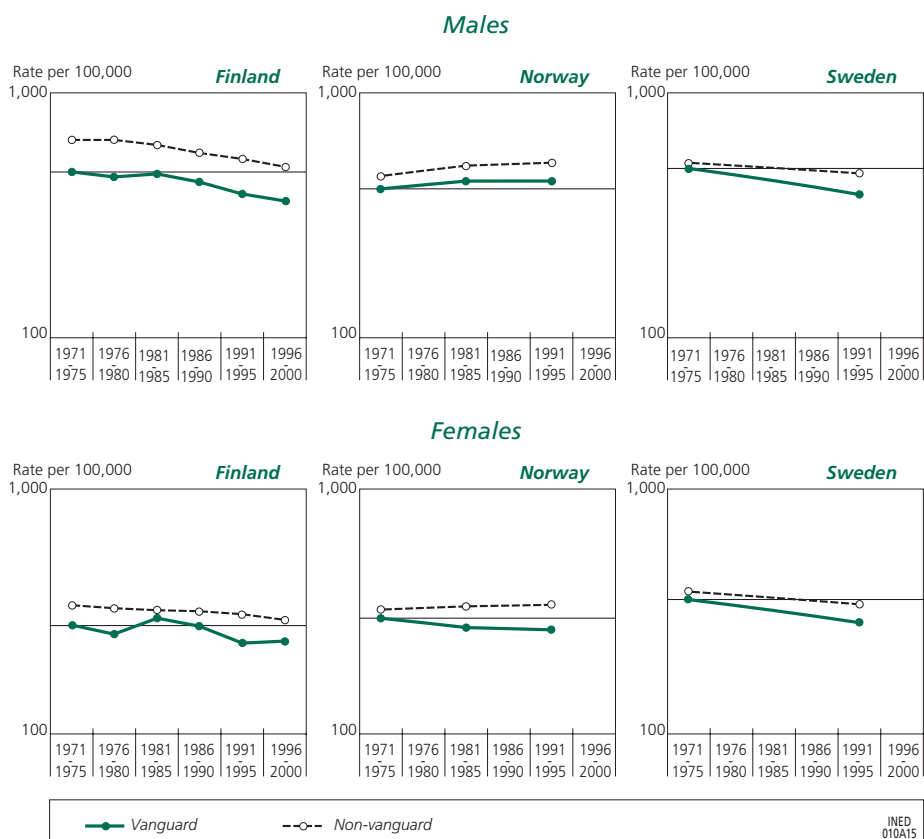 Males
Rate per 100,000 Finland Rate per 100,000 Norway Rate per 100,000 Sweden
1,000 1,000 1,000
100 100 100
1971 1976 1981 1986 1991 1996 1971 1976 1981 1986 1991 1996 1971 1976 1981 1986 1991 1996
- - - - - - - - - - - - - - - - - -
1975 1980 1985 1990 1995 2000 1975 1980 1985 1990 1995 2000 1975 1980 1985 1990 1995 2000
Females
Rate per 100,000 Finland Rate per 100,000 Norway Rate per 100,000 Sweden
1,000 1,000 1,000
100 100 100
1971 1976 1981 1986 1991 1996 1971 1976 1981 1986 1991 1996 1971 1976 1981 1986 1991 1996
- - - - - - - - - - - - - - - - - -
1975 1980 1985 1990 1995 2000 1975 1980 1985 1990 1995 2000 1975 1980 1985 1990 1995 2000
Vanguard Non-vanguard INED
010A15